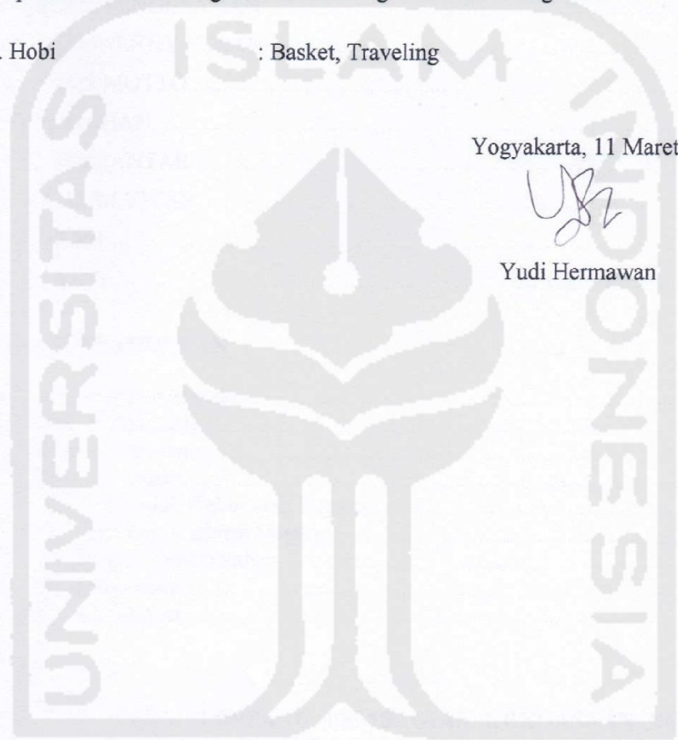 . Hobi : Basket, Traveling
Yogyakarta, 11 Maret
Yudi Hermawan
UNIVERSITAS
ISLAM
INDONESIA